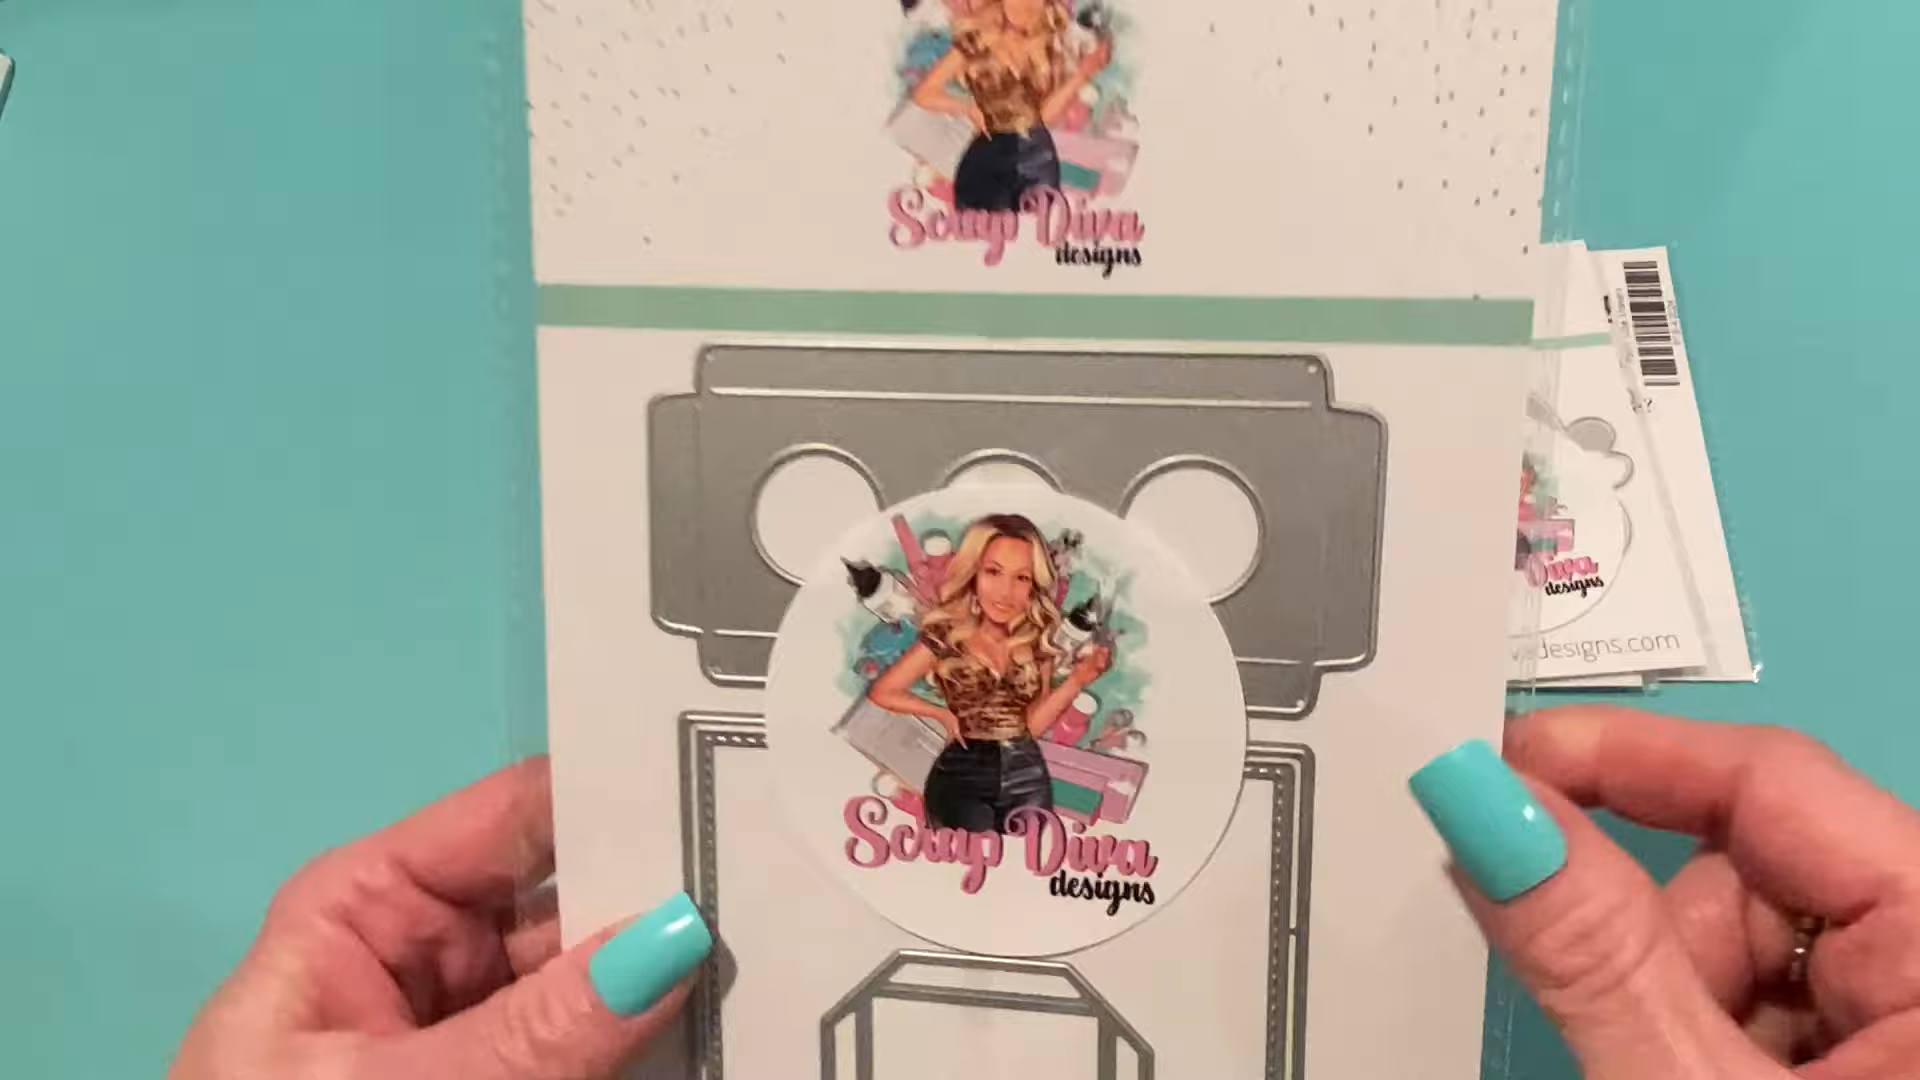 Scrap Diva
designs
Scrap Diva
designs
Diva
designs
designs.com